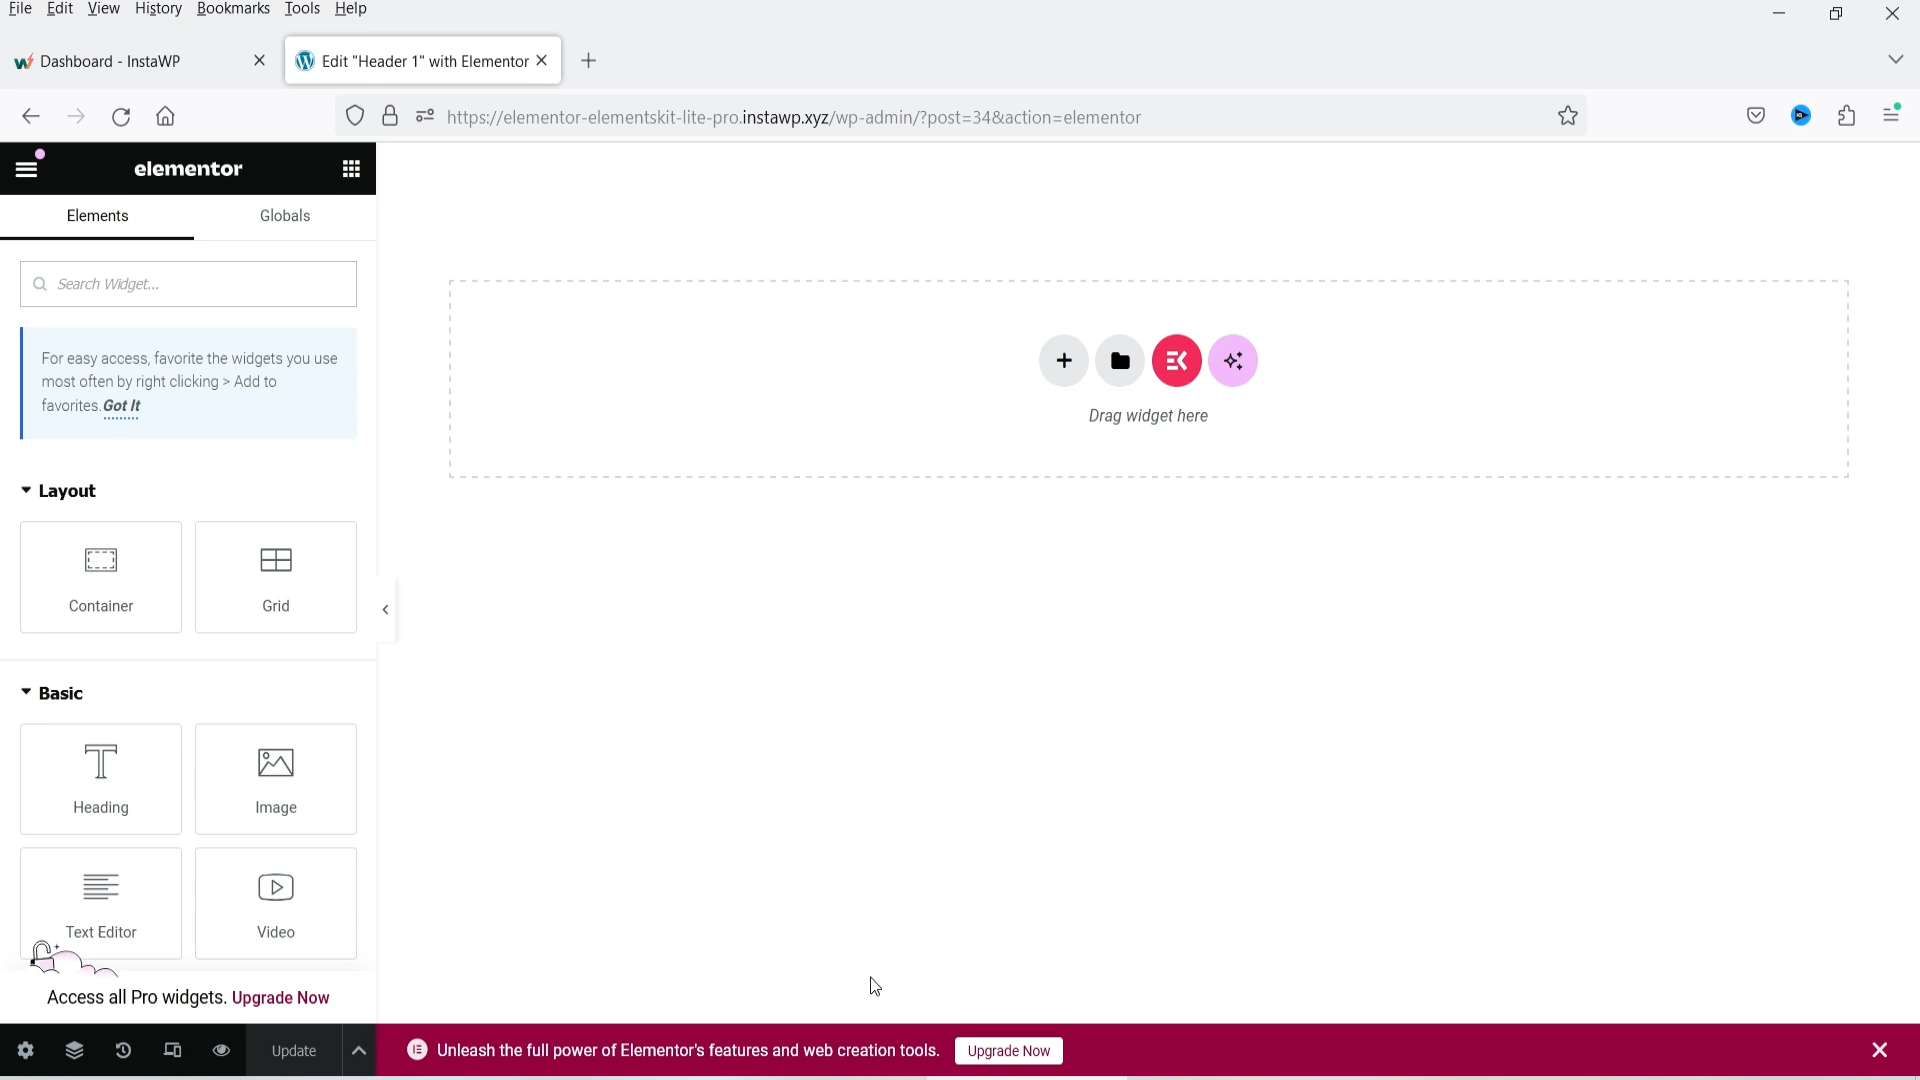 File Edit View History Bookmarks Tools Help
Dashboard - InstaWP
Edit "Header 1" with Elementor
https://elementor-elementskit-lite-pro.instawp.xyz/wp-admin/?post=34&action=elementor
elementor
Elements Globals
Search Widget...
For easy access, favorite the widgets you use
most often by right clicking > Add to
favorites. Got It
Layout
Container Grid
Basic
Heading Image
Text Editor Video
Access all Pro widgets. Upgrade Now
Update
Drag widget here
Unleash the full power of Elementor's features and web creation tools. Upgrade Now